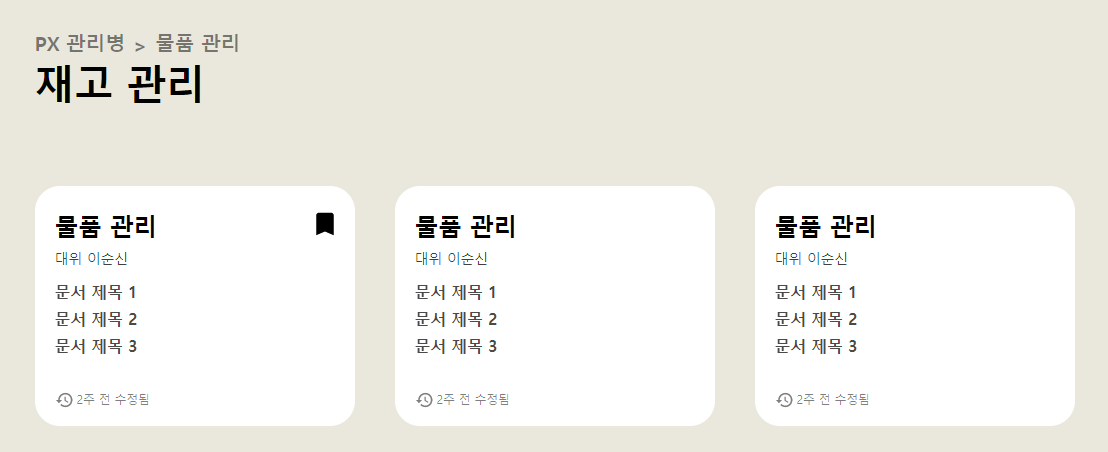 PX 관리병 > 물품 관리
재고 관리
물품 관리
대위 이순신
문서 제목 1
문서 제목 2
문서 제목 3
2주 전 수정됨
물품 관리
대위 이순신
문서 제목 1
문서 제목 2
문서 제목 3
2주 전 수정됨
물품 관리
대위 이순신
문서 제목 1
문서 제목 2
문서 제목 3
2주 전 수정됨